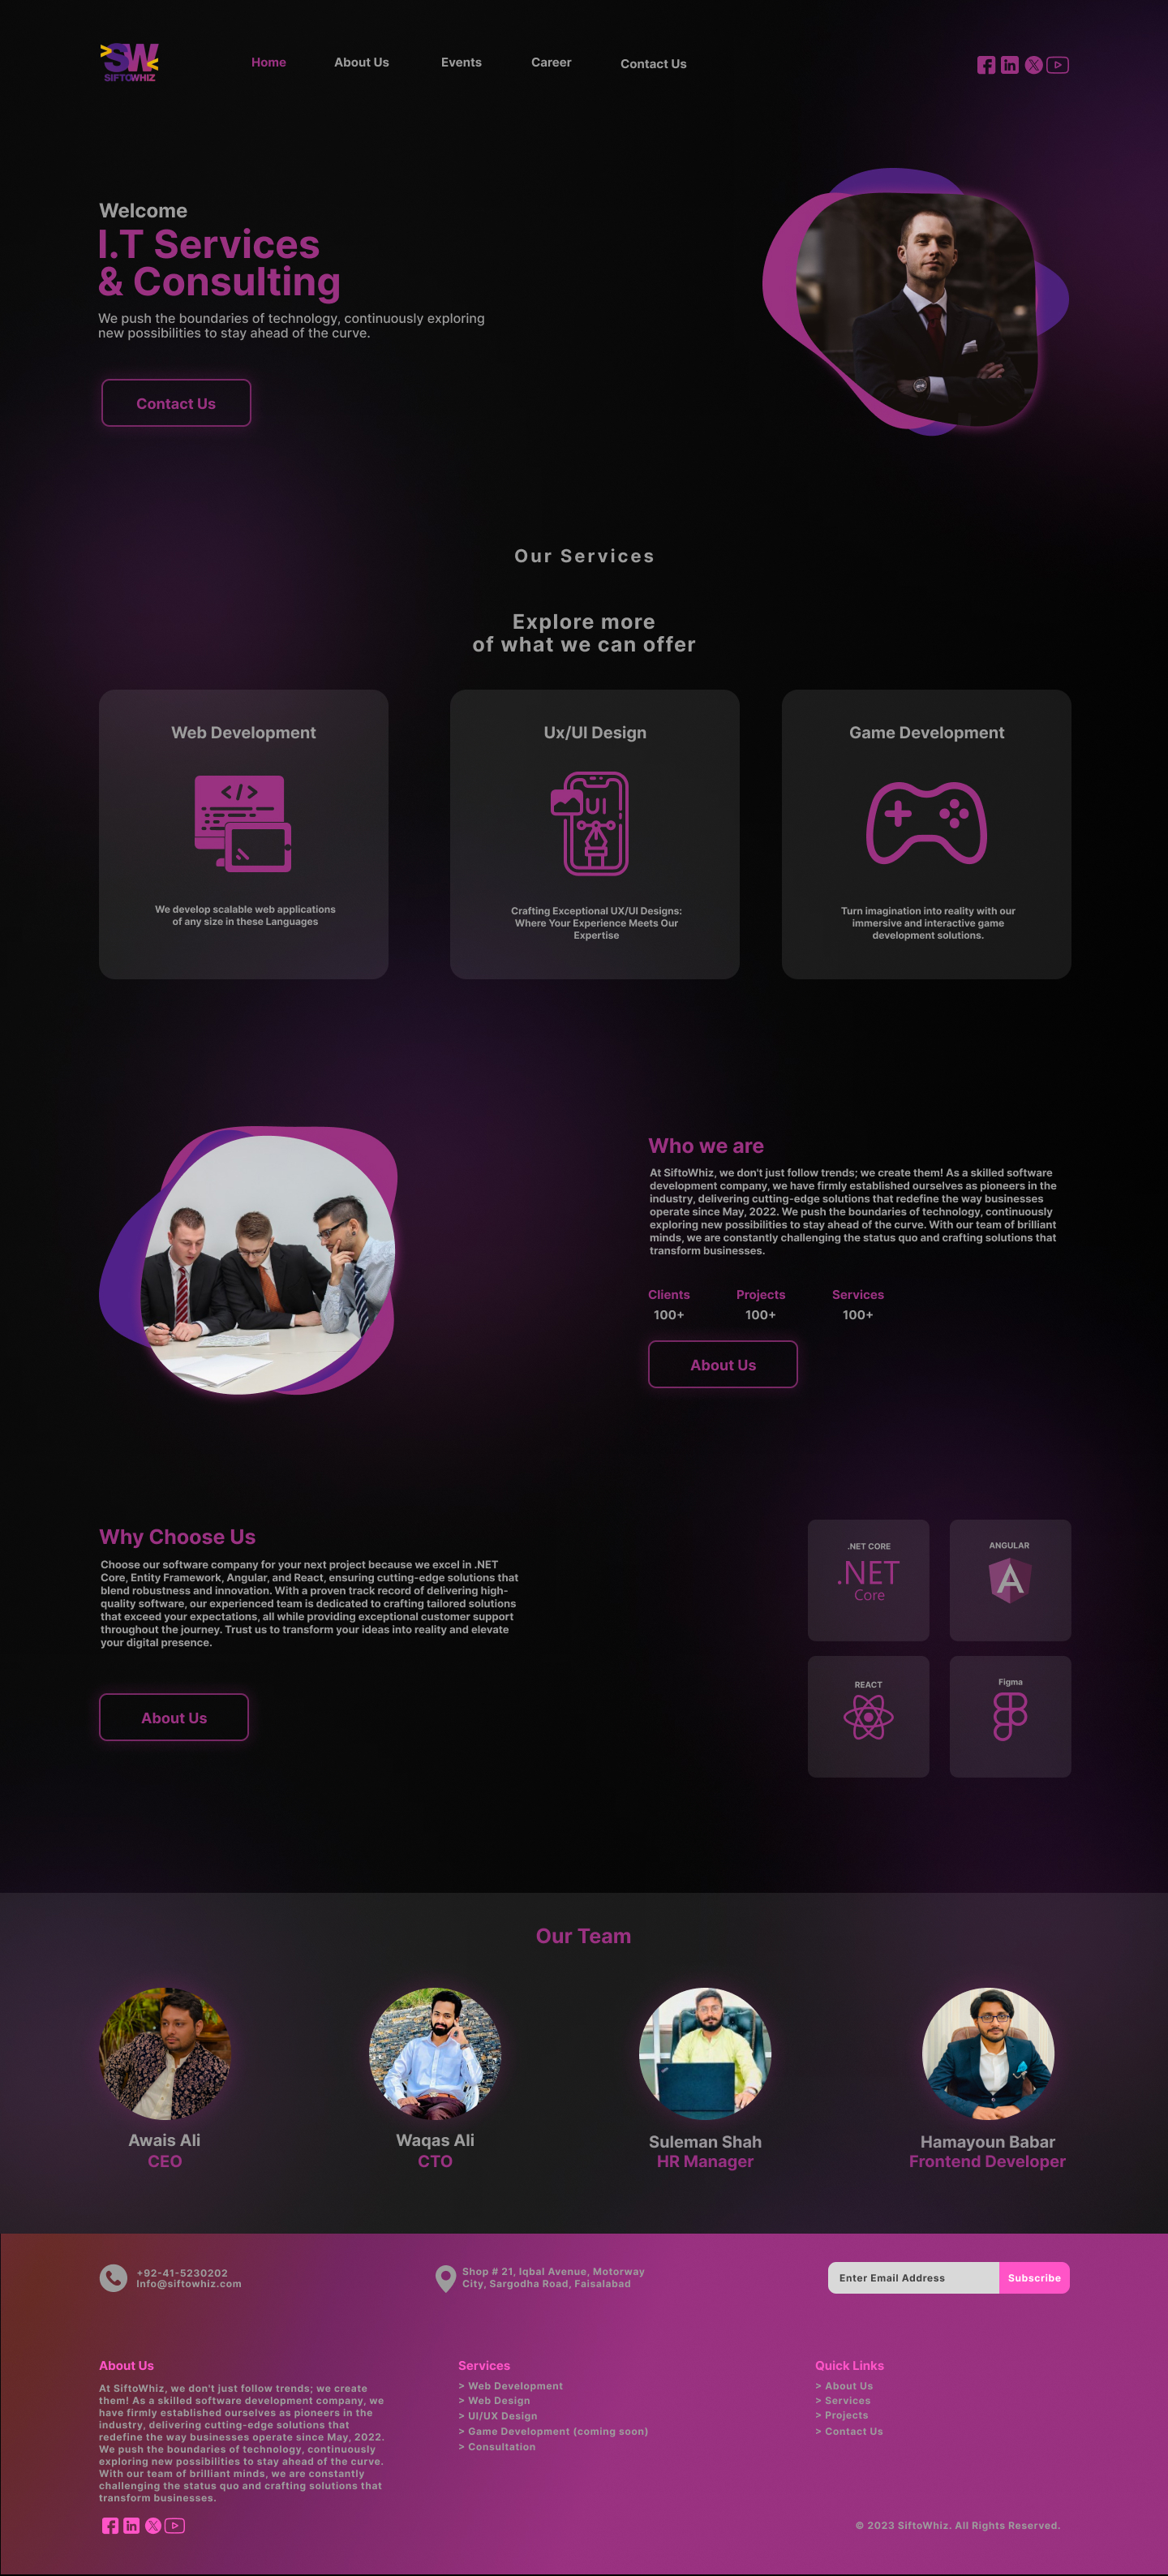 SW
SIFTOWHIZ
Home About Us Events Career Contact Us
Welcome
I.T Services
& Consulting
We push the boundaries of technology, continuously exploring
new possibilities to stay ahead of the curve.
Contact Us
Our Services
Explore more
of what we can offer
Web Development
</>
We develop scalable web applications
of any size in these Languages
Ux/UI Design
UI
Crafting Exceptional UX/UI Designs:
Where Your Experience Meets Our
Expertise
Game Development
Turn imagination into reality with our
immersive and interactive game
development solutions.
Who we are
At SiftoWhiz, we don't just follow trends; we create them! As a skilled software
development company, we have firmly established ourselves as pioneers in the
industry, delivering cutting-edge solutions that redefine the way businesses
operate since May, 2022. We push the boundaries of technology, continuously
exploring new possibilities to stay ahead of the curve. With our team of brilliant
minds, we are constantly challenging the status quo and crafting solutions that
transform businesses.
Clients Projects Services
100+ 100+ 100+
About Us
Why Choose Us
Choose our software company for your next project because we excel in .NET
Core, Entity Framework, Angular, and React, ensuring cutting-edge solutions that
blend robustness and innovation. With a proven track record of delivering high-
quality software, our experienced team is dedicated to crafting tailored solutions
that exceed your expectations, all while providing exceptional customer support
throughout the journey. Trust us to transform your ideas into reality and elevate
your digital presence.
About Us
.NET CORE
.NET
Core
ANGULAR
A
REACT
Figma
Our Team
Awais Ali
CEO
Waqas Ali
CTO
Suleman Shah
HR Manager
Hamayoun Babar
Frontend Developer
+92-41-5230202
Info@siftowhiz.com
Shop # 21, Iqbal Avenue, Motorway
City, Sargodha Road, Faisalabad
Enter Email Address Subscribe
About Us
At SiftoWhiz, we don't just follow trends; we create
them! As a skilled software development company, we
have firmly established ourselves as pioneers in the
industry, delivering cutting-edge solutions that
redefine the way businesses operate since May, 2022.
We push the boundaries of technology, continuously
exploring new possibilities to stay ahead of the curve.
With our team of brilliant minds, we are constantly
challenging the status quo and crafting solutions that
transform businesses.
Services
> Web Development
> Web Design
> UI/UX Design
> Game Development (coming soon)
> Consultation
Quick Links
> About Us
> Services
> Projects
> Contact Us
© 2023 SiftoWhiz. All Rights Reserved.